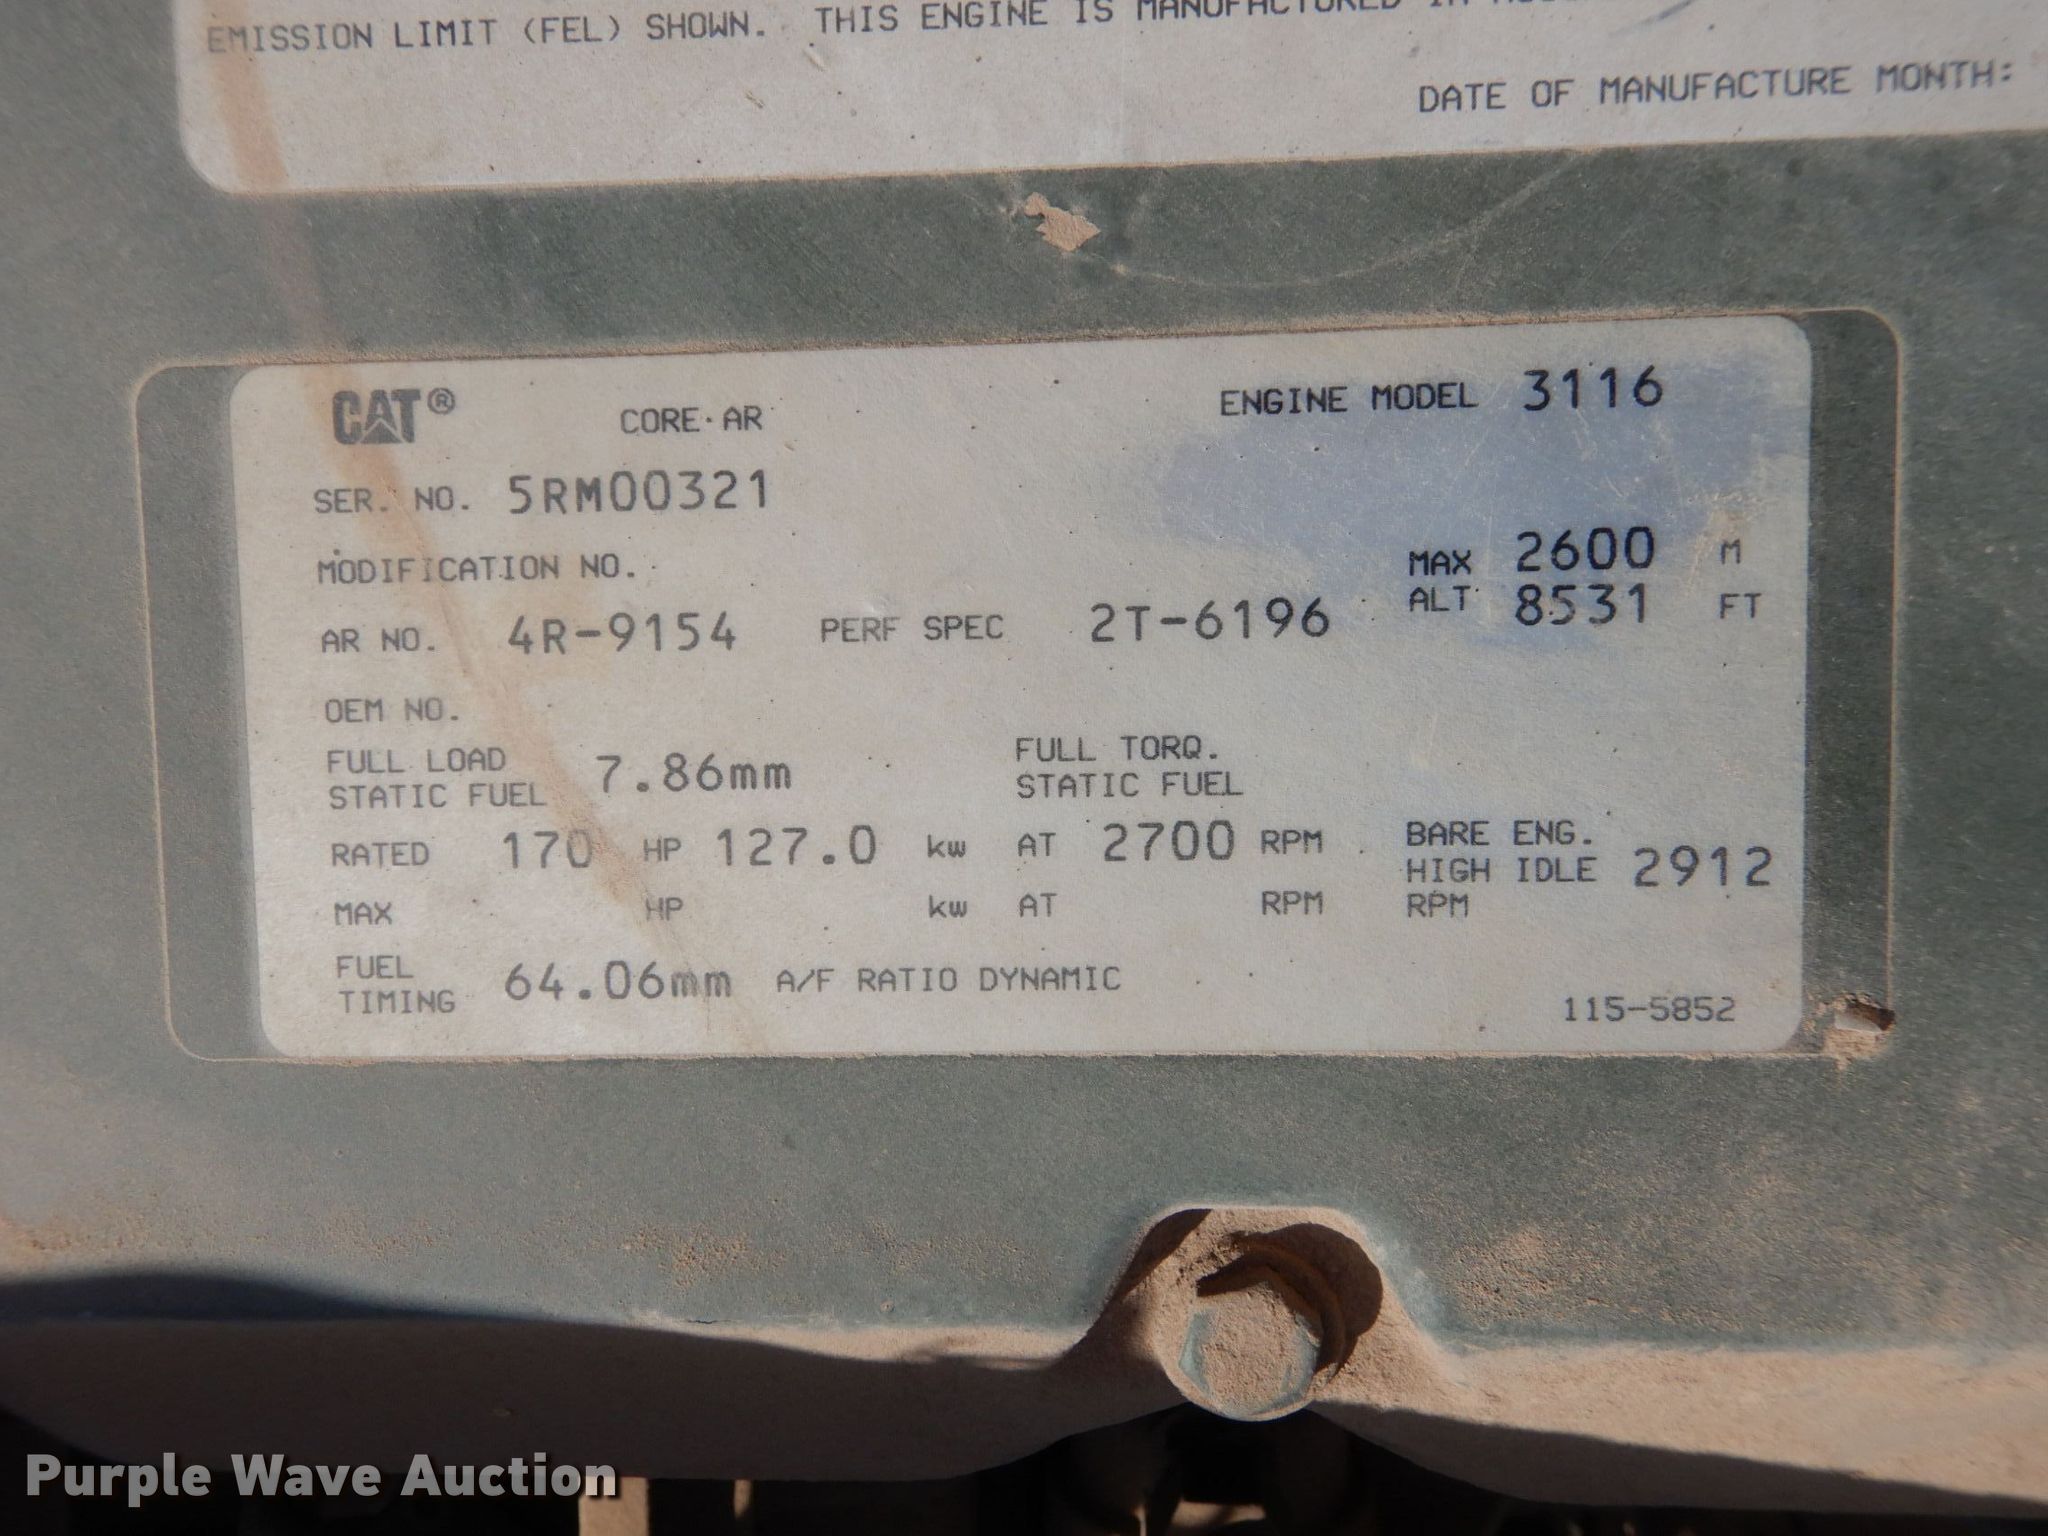 EMISSION LIMIT (FEL) SHOWN. THIS ENGINE IS MANUFACTURED
DATE OF MANUFACTURE MONTH:
CAT® CORE·AR ENGINE MODEL 3116
SER. NO. 5RM00321
MODIFICATION NO. MAX 2600 M
AR NO. 4R-9154 PERF SPEC 2T-6196 ALT 8531 FT
OEM NO.
FULL LOAD 7.86mm FULL TORQ.
STATIC FUEL STATIC FUEL
RATED 170 HP 127.0 kw AT 2700 RPM BARE ENG.
HIGH IDLE 2912
MAX HP kw AT RPM RPM
FUEL
TIMING 64.06mm A/F RATIO DYNAMIC
115-5852
Purple Wave Auction